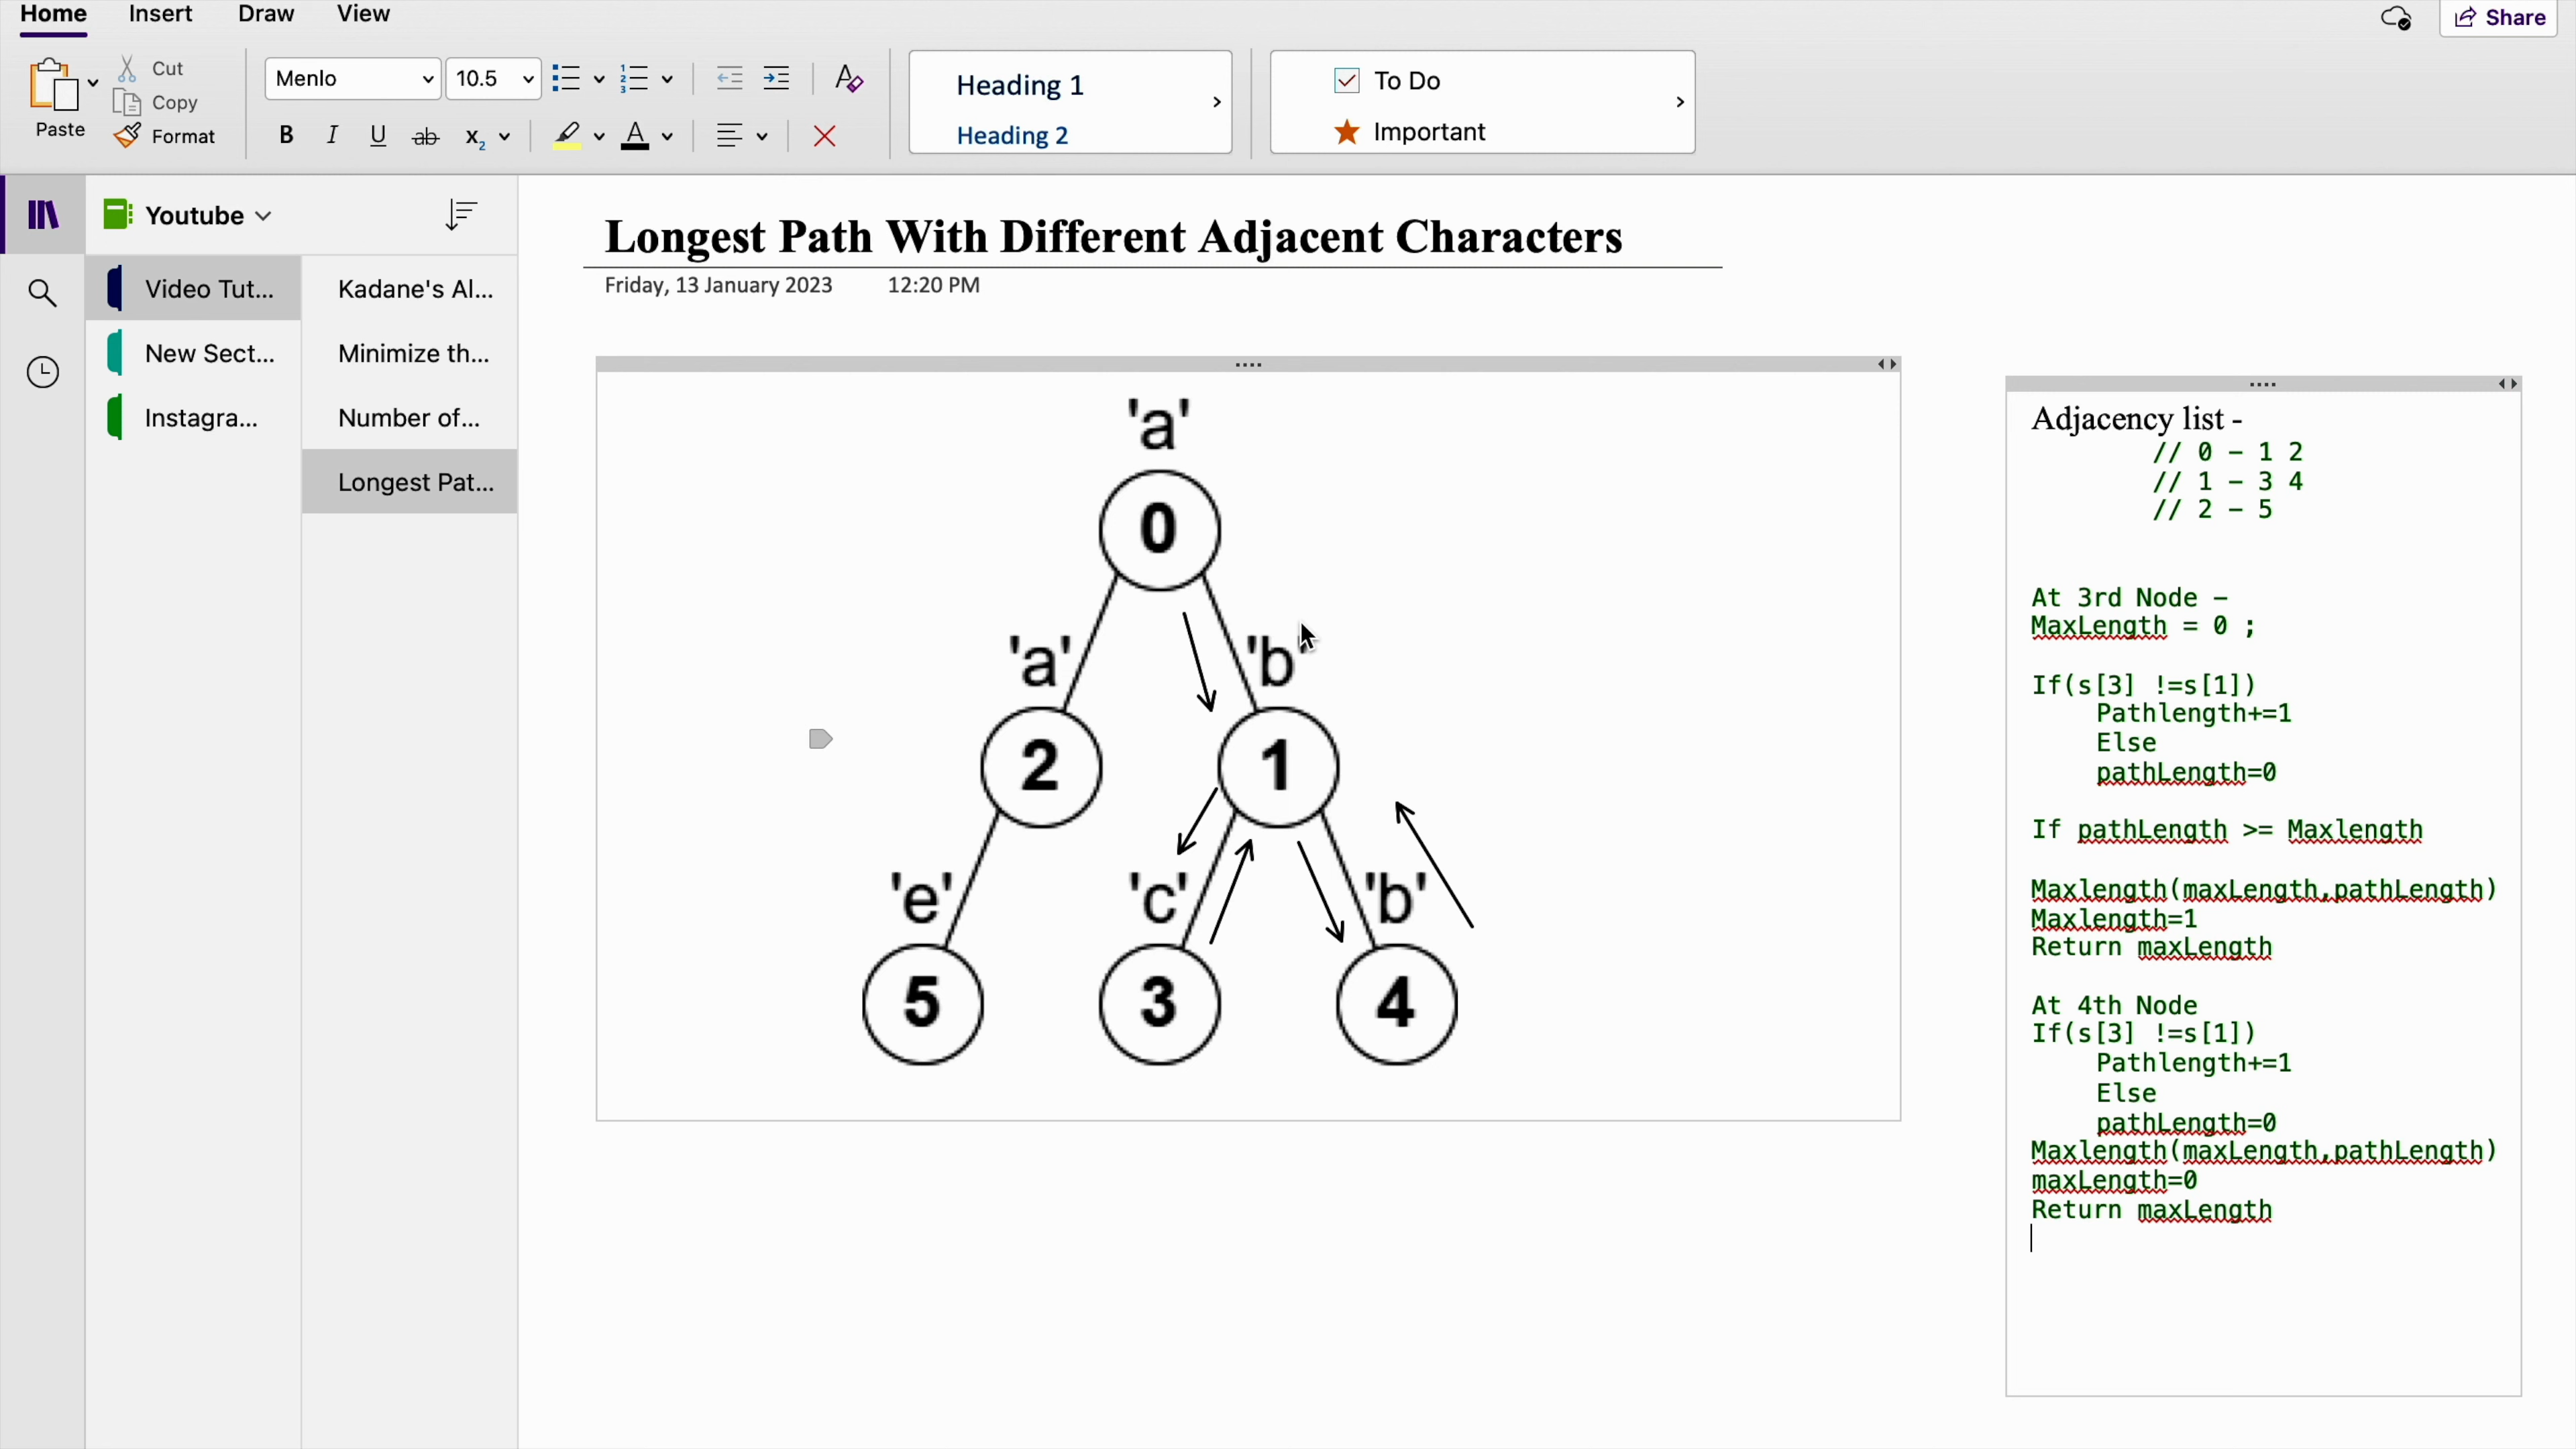 Home Insert Draw View
Share
Paste
Cut
Copy
Format
Menlo 10.5
B I U ab x2 A
Heading 1
Heading 2
To Do
Important
Youtube
Video Tut...
New Sect...
Instagra...
Kadane's Al...
Minimize th...
Number of...
Longest Pat...
Longest Path With Different Adjacent Characters
Friday, 13 January 2023 12:20 PM
'a'
0
'a' 'b'
2 1
'e' 'c' 'b'
5 3 4
Adjacency list -
// 0 – 1 2
// 1 – 3 4
// 2 – 5
At 3rd Node –
MaxLength = 0 ;
If(s[3] !=s[1])
Pathlength+=1
Else
pathLength=0
If pathLength >= Maxlength
Maxlength(maxLength,pathLength)
Maxlength=1
Return maxLength
At 4th Node
If(s[3] !=s[1])
Pathlength+=1
Else
pathLength=0
Maxlength(maxLength,pathLength)
maxLength=0
Return maxLength